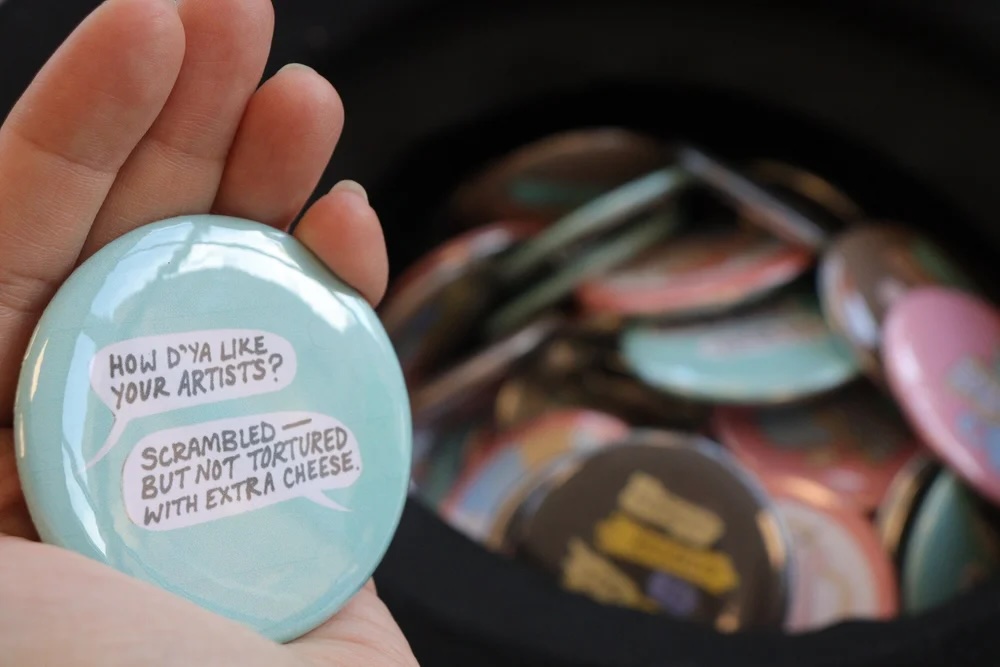 HOW D'YA LIKE
YOUR ARTISTS?
SCRAMBLED —
BUT NOT TORTURED
WITH EXTRA CHEESE.